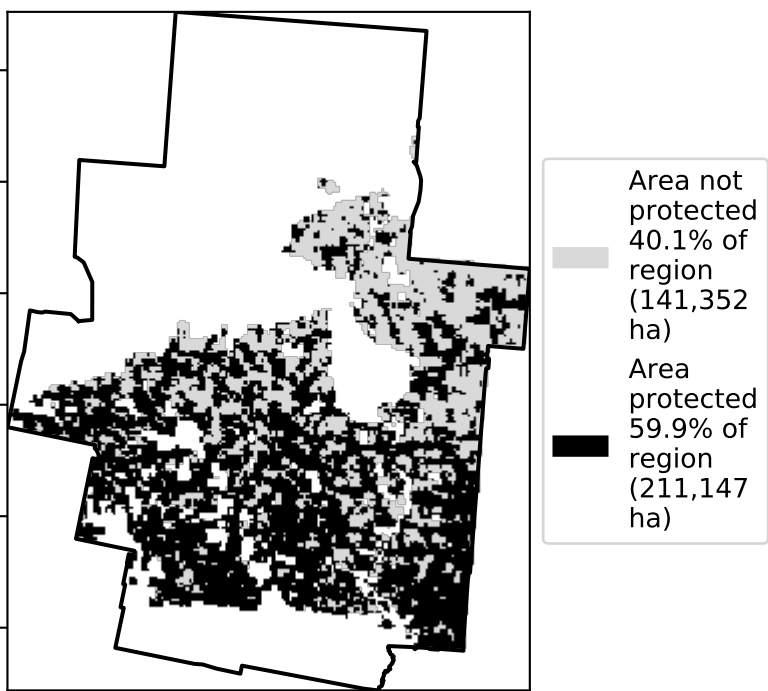 Area not
protected
40.1% of
region
(141,352
ha)
Area
protected
59.9% of
region
(211,147
ha)